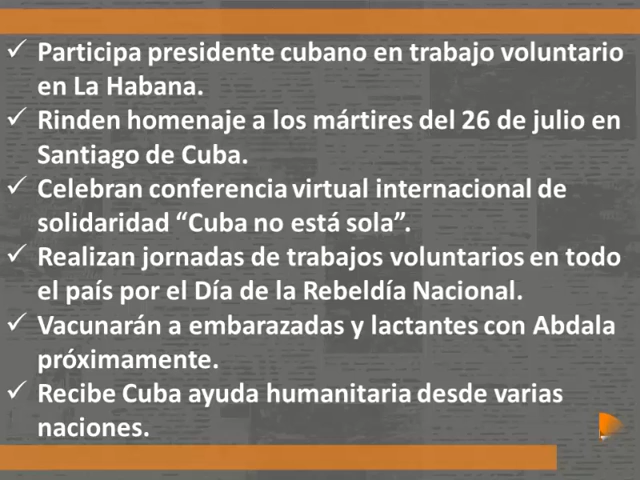 ✓ Participa presidente cubano en trabajo voluntario
en La Habana.
✓ Rinden homenaje a los mártires del 26 de julio en
Santiago de Cuba.
✓ Celebran conferencia virtual internacional de
solidaridad “Cuba no está sola”.
✓ Realizan jornadas de trabajos voluntarios en todo
el país por el Día de la Rebeldía Nacional.
✓ Vacunarán a embarazadas y lactantes con Abdala
próximamente.
✓ Recibe Cuba ayuda humanitaria desde varias
naciones.